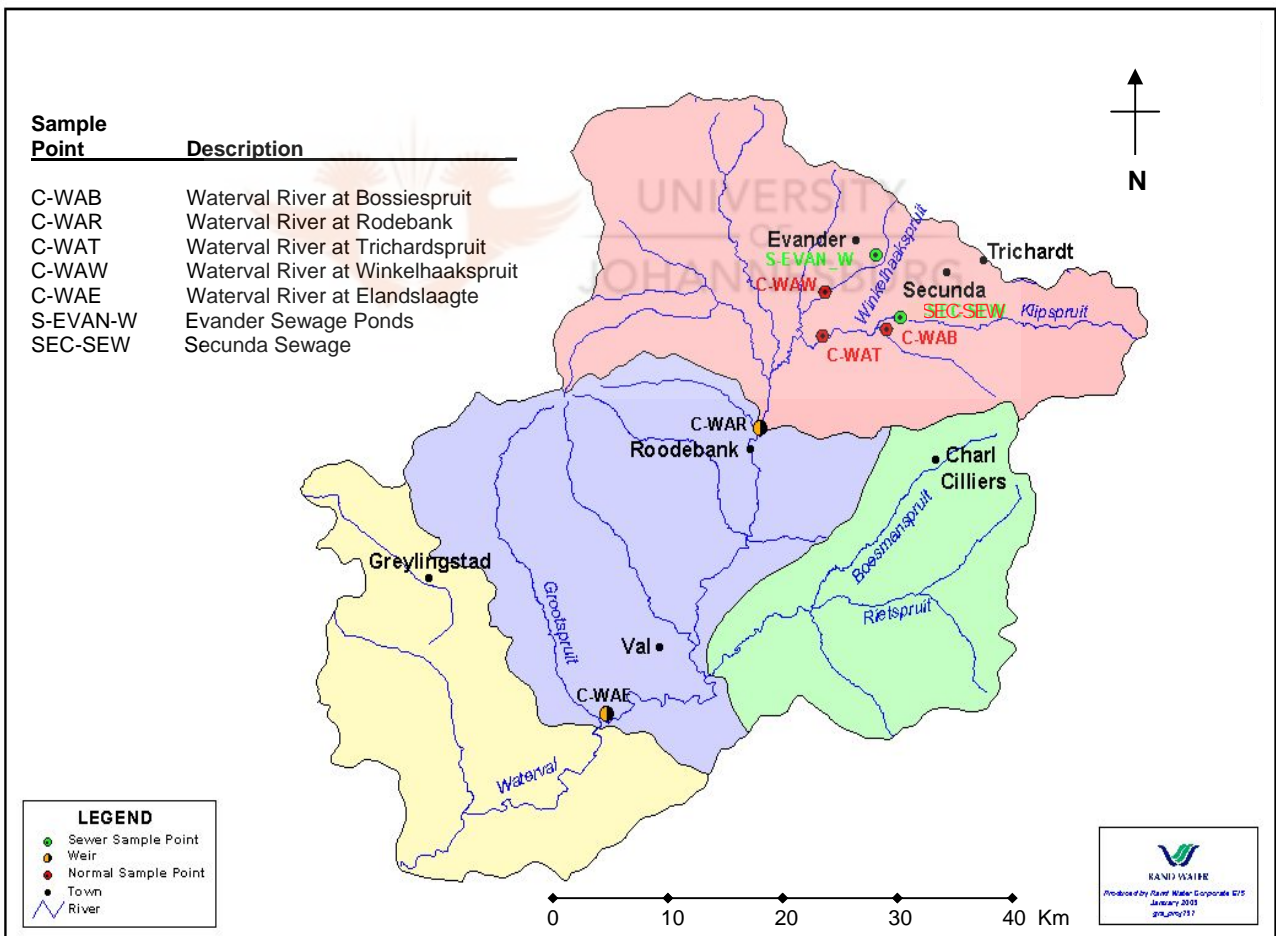 Sample
Point Description
C-WAB Waterval River at Bossiespruit
C-WAR Waterval River at Rodebank
C-WAT Waterval River at Trichardspruit
C-WAW Waterval River at Winkelhaakspruit
C-WAE Waterval River at Elandslaagte
S-EVAN-W Evander Sewage Ponds
SEC-SEW Secunda Sewage
N
UNIVERSITY
OF
JOHANNESBURG
Evander
S-EVAN_W
Winkelhaakspruit
Trichardt
C-WAW
Secunda
SEC-SEW
Klipspruit
C-WAT
C-WAB
C-WAR
Roodebank
Charl
Cilliers
Boesmanspruit
Greylingstad
Grootspruit
Rietspruit
Val
C-WAE
Waterval
LEGEND
Sewer Sample Point
Weir
Normal Sample Point
Town
River
0 10 20 30 40 Km
RAND WATER
Produced by Rand Water Corporate GIS
January 2003